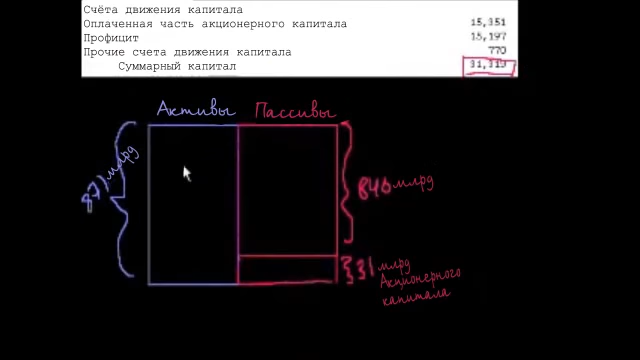 Счёта движения капитала
Оплаченная часть акционерного капитала 15,351
Профицит 15,197
Прочие счета движения капитала 770
Суммарный капитал 31,319
Активы Пассивы
871 млрд
840 млрд
31 млрд
Акционерного
капитала